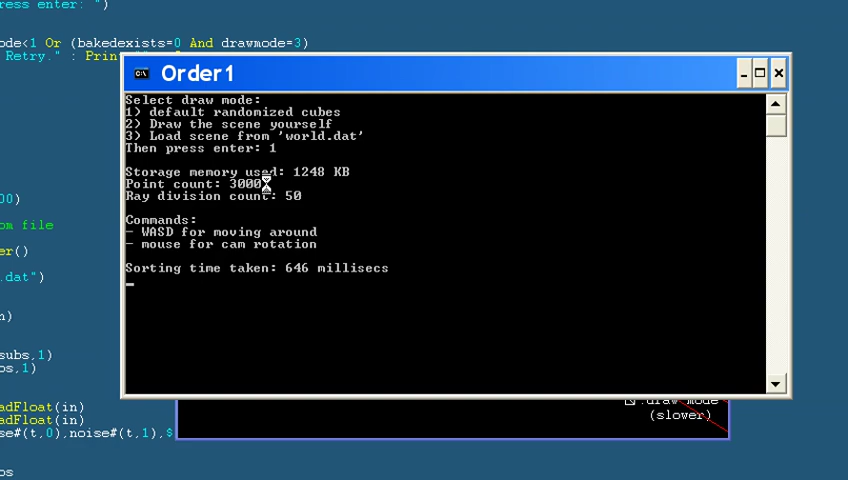 ress enter: ")
ode<1 Or (bakedexists=0 And drawmode=3)
Retry." : Prin
Order1
Select draw mode:
1) default randomized cubes
2) Draw the scene yourself
3) Load scene from 'world.dat'
Then press enter: 1
Storage memory used: 1248 KB
Point count: 3000
Ray division count: 50
Commands:
- WASD for moving around
- mouse for cam rotation
Sorting time taken: 646 millisecs
00)
om file
er()
.dat")
n)
subs,1)
os,1)
adFloat(in)
adFloat(in)
se#(t,0),noise#(t,1),$
os
:draw mode
(slower)